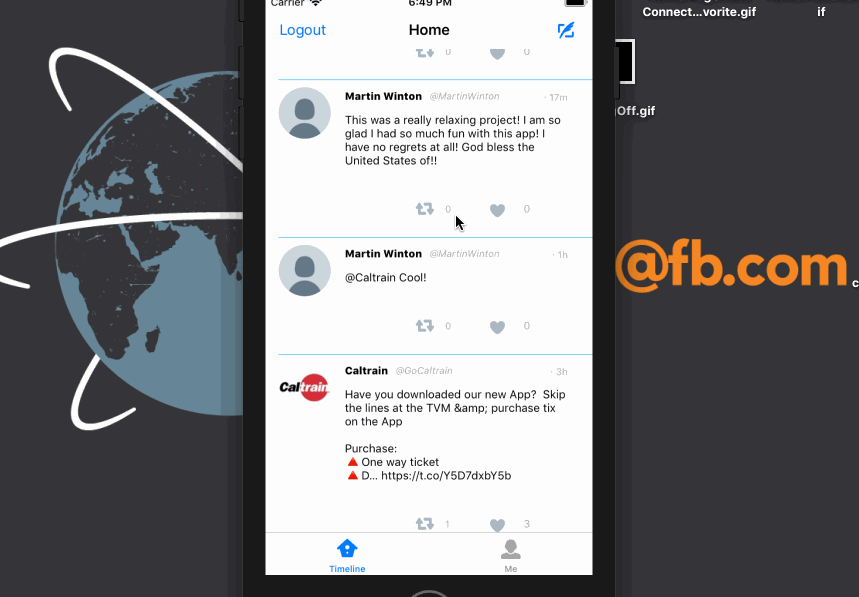 Connect...vorite.gif
if
Carrier
6:49 PM
Logout
Home
0
0
Off.gif
Martin Winton @MartinWinton · 17m
This was a really relaxing project! I am so
glad I had so much fun with this app! I
have no regrets at all! God bless the
United States of!!
0
0
Martin Winton @MartinWinton · 1h
@Caltrain Cool!
0
0
@fb.com
c
Caltrain @GoCaltrain · 3h
Caltrain
Have you downloaded our new App?  Skip
the lines at the TVM &amp; purchase tix
on the App
Purchase:
🔺 One way ticket
🔺 D... https://t.co/Y5D7dxbY5b
1
3
Timeline
Me